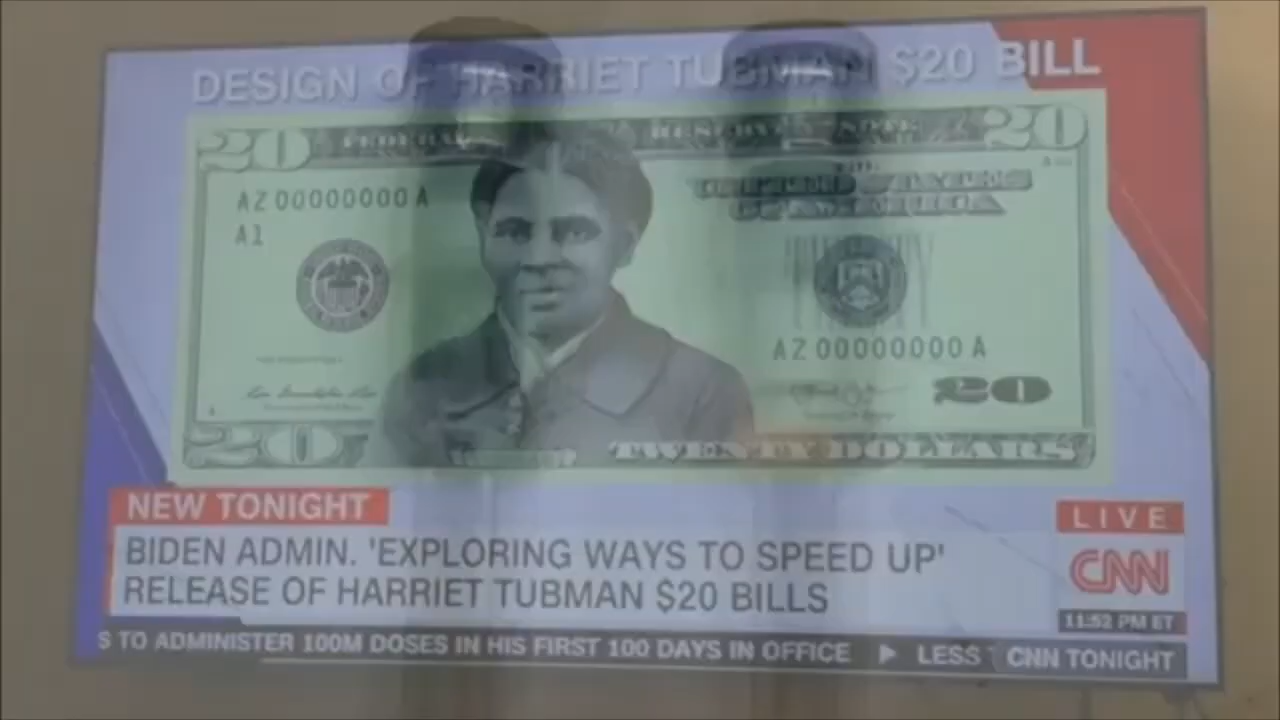 DESIGN OF HARRIET TUBMAN $20 BILL
20
20
AZ 00000000 A
A1
AZ 00000000 A
20
20
TWENTY DOLLARS
NEW TONIGHT
LIVE
BIDEN ADMIN. 'EXPLORING WAYS TO SPEED UP'
RELEASE OF HARRIET TUBMAN $20 BILLS
CNN
11:52 PM ET
S TO ADMINISTER 100M DOSES IN HIS FIRST 100 DAYS IN OFFICE ▶ LESS
CNN TONIGHT